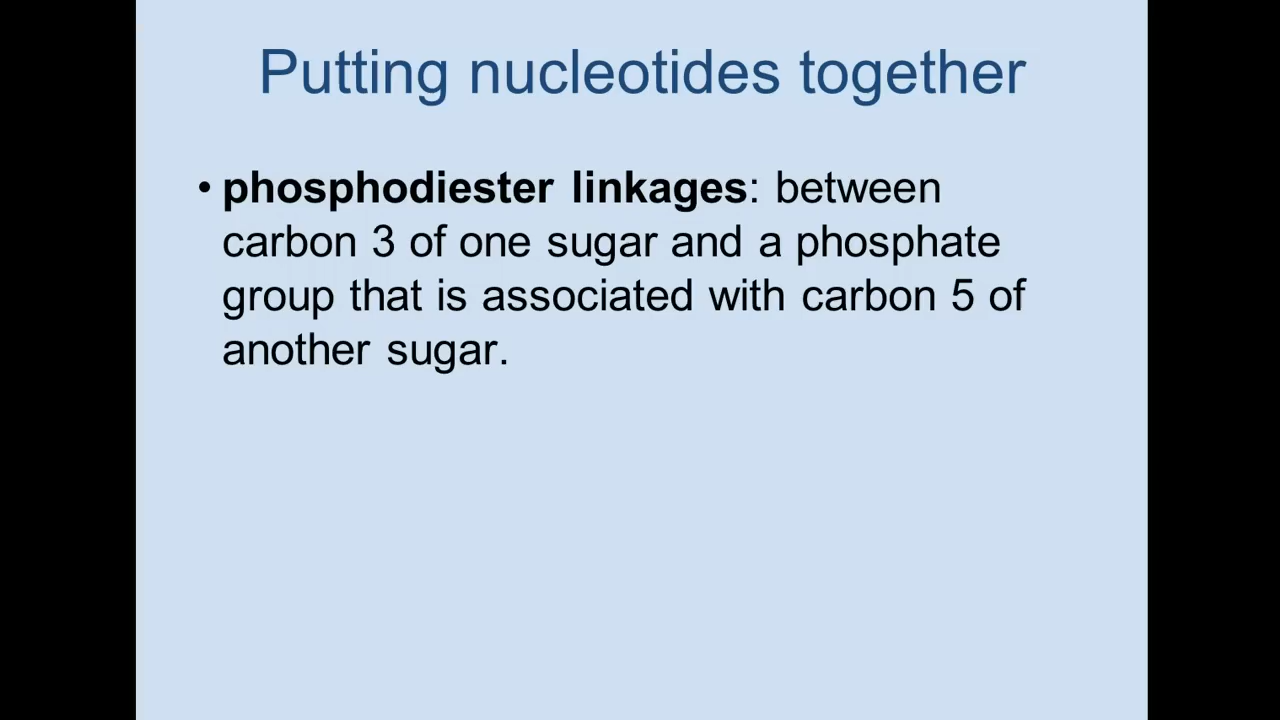 Putting nucleotides together
• phosphodiester linkages: between
carbon 3 of one sugar and a phosphate
group that is associated with carbon 5 of
another sugar.